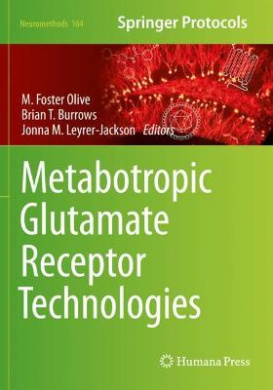 Neuromethods 164
Springer Protocols
M. Foster Olive
Brian T. Burrows
Jonna M. Leyrer-Jackson Editors
Metabotropic
Glutamate
Receptor
Technologies
Humana Press